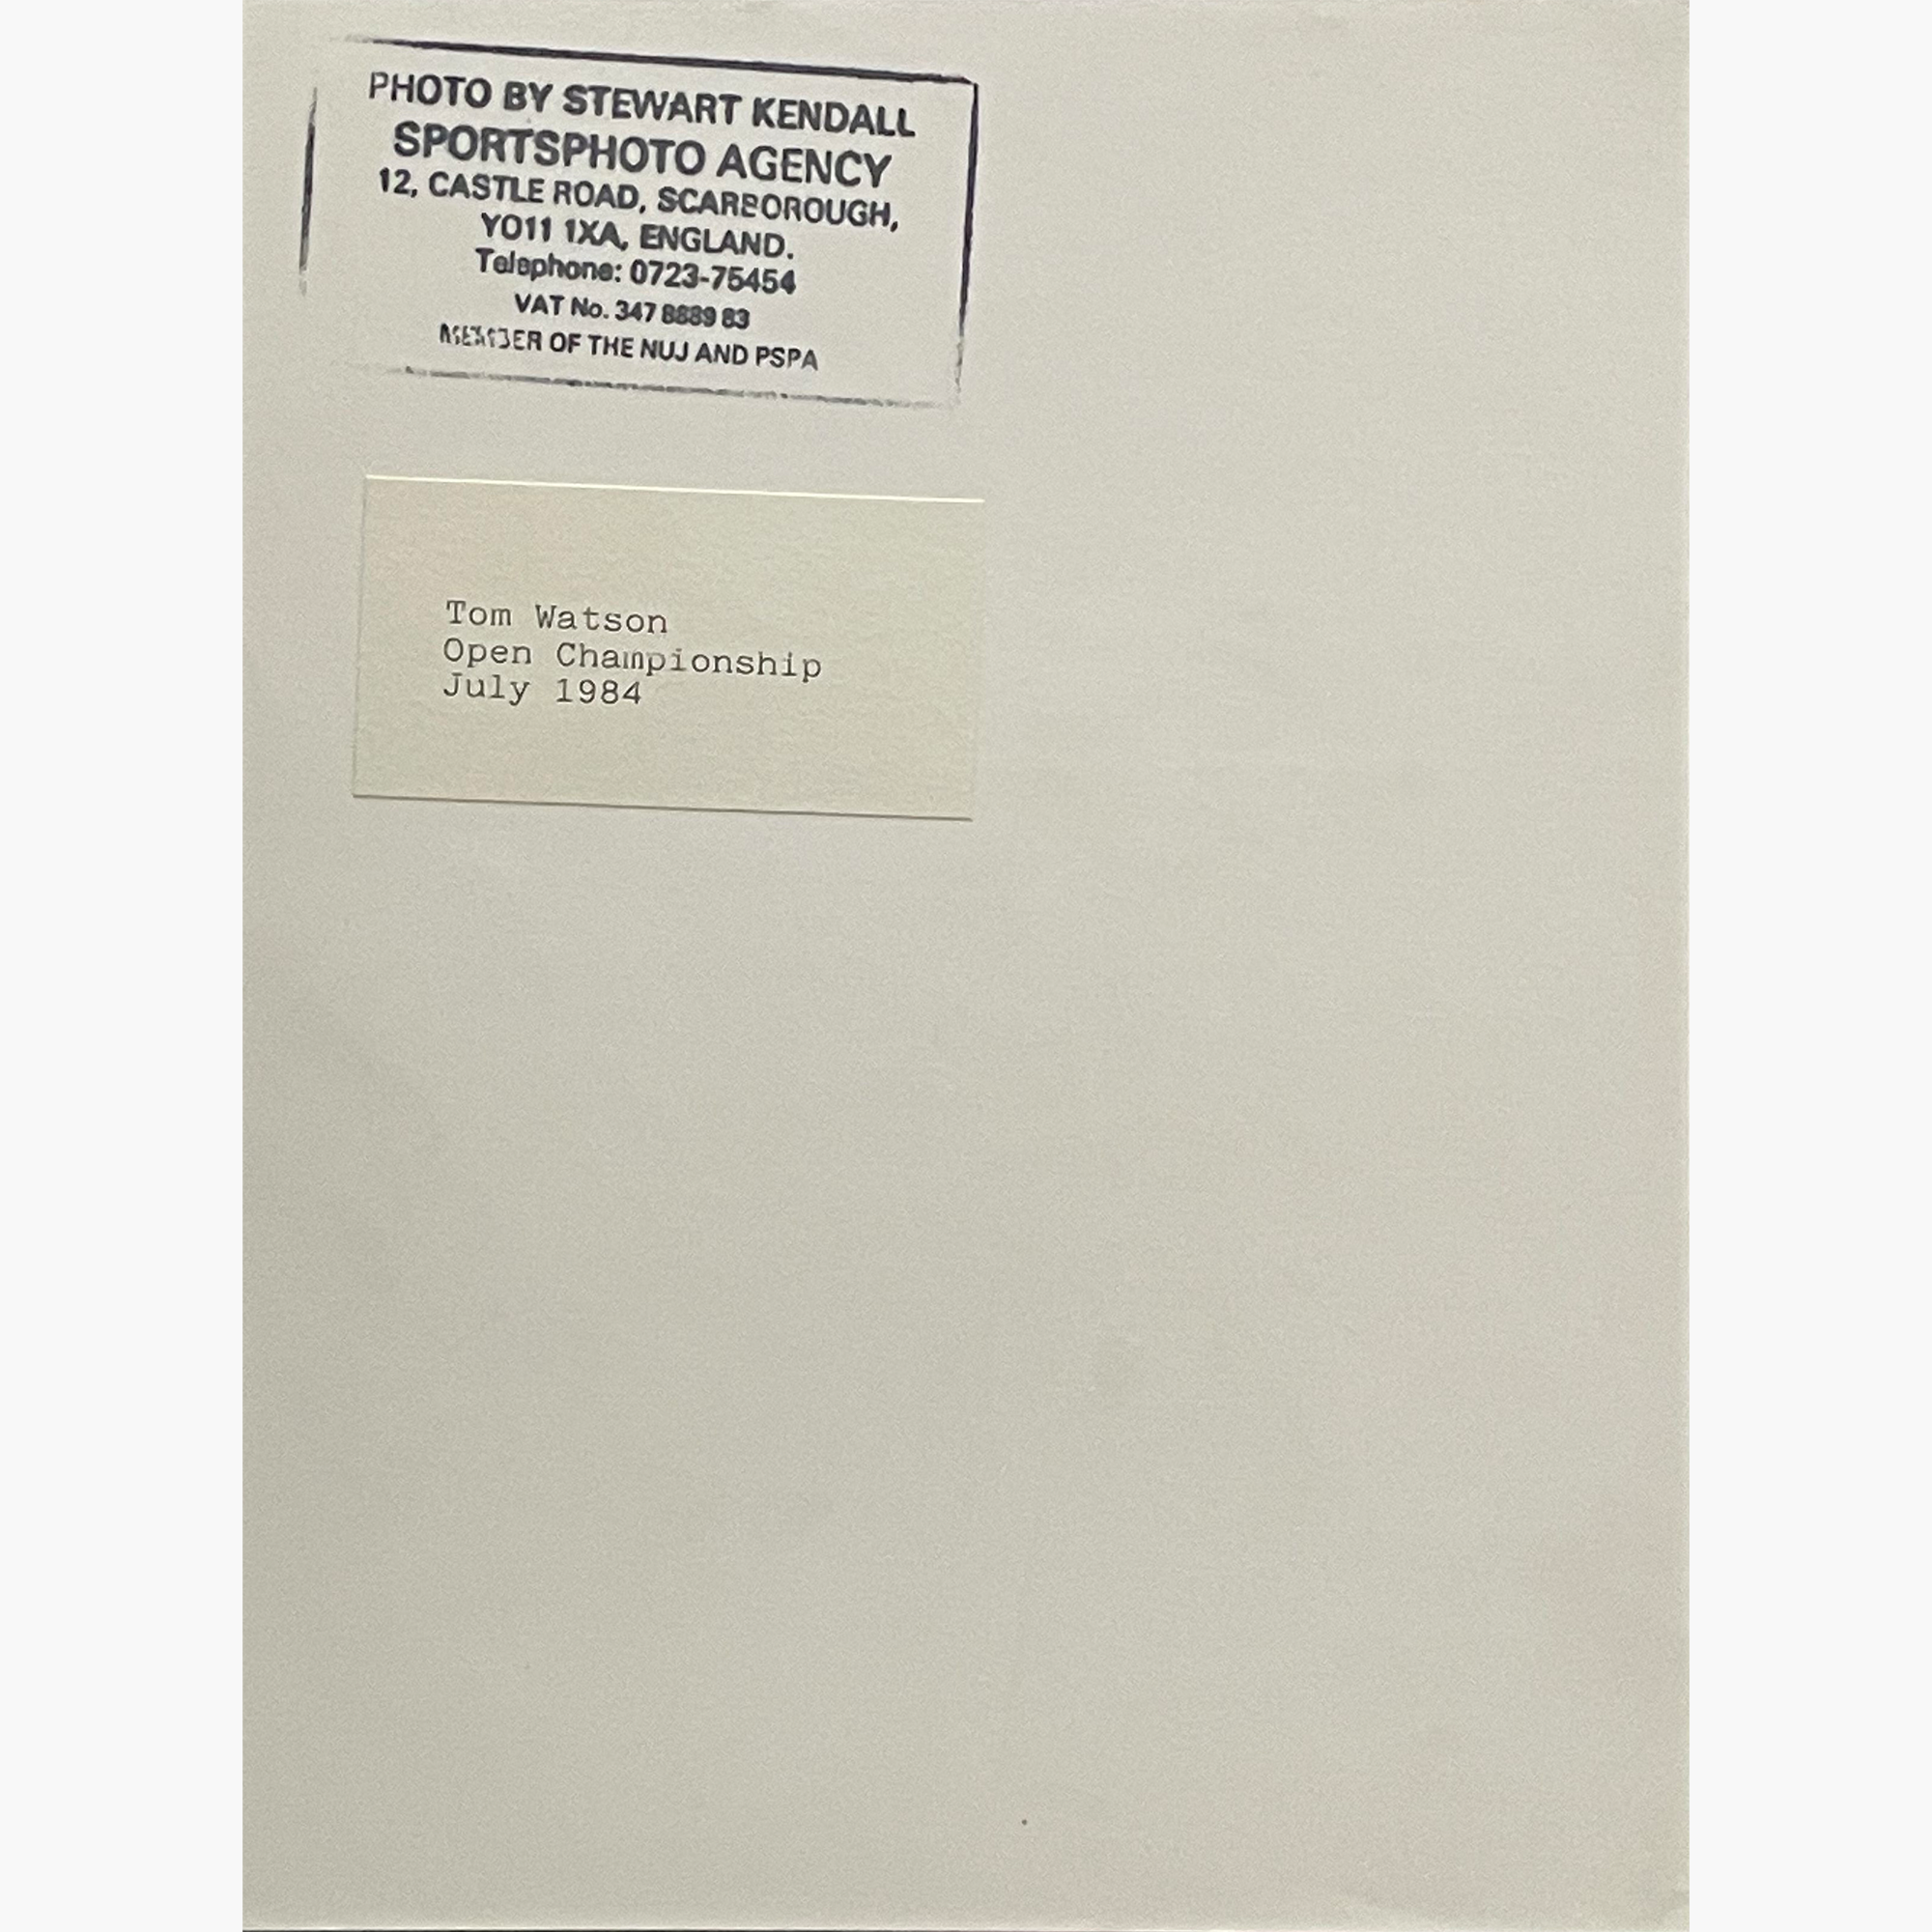 PHOTO BY STEWART KENDALL
SPORTSPHOTO AGENCY
12, CASTLE ROAD, SCARBOROUGH,
YO11 1XA, ENGLAND.
Telephone: 0723-75454
VAT No. 347 8889 83
MEMBER OF THE NUJ AND PSPA
Tom Watson
Open Championship
July 1984